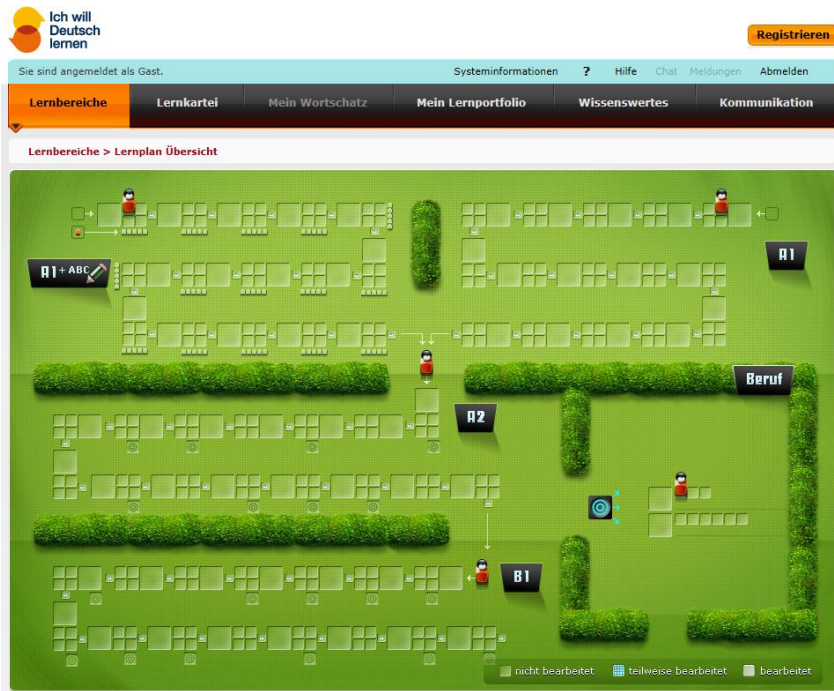 Ich will
Deutsch
lernen
Registrieren
Sie sind angemeldet als Gast.
Systeminformationen ? Hilfe Chat Meldungen Abmelden
Lernbereiche Lernkartei Mein Wortschatz Mein Lernportfolio Wissenswertes Kommunikation
Lernbereiche > Lernplan Übersicht
A1+ABC
A1
Beruf
A2
B1
nicht bearbeitet teilweise bearbeitet bearbeitet